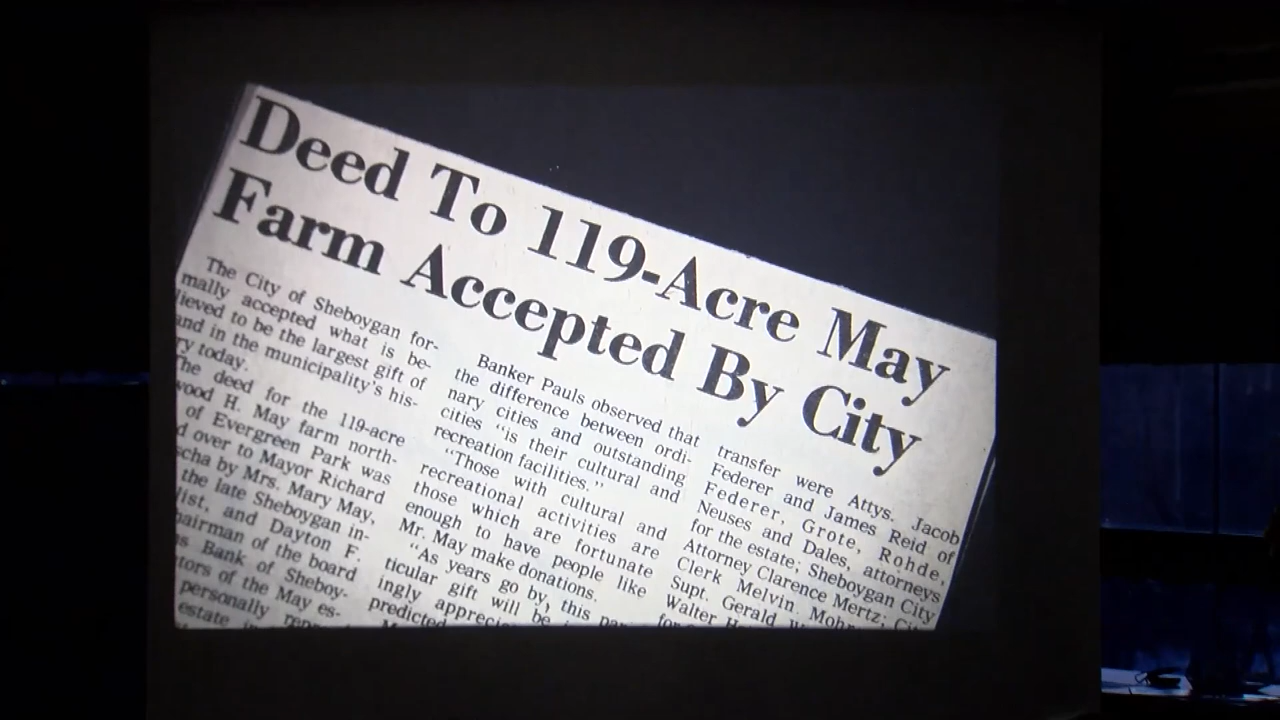 Deed To 119-Acre May
Farm Accepted By City
The City of Sheboygan for-
mally accepted what is be-
lieved to be the largest gift of
and in the municipality's his-
ry today.
The deed for the 119-acre
wood H. May farm north-
of Evergreen Park was
d over to Mayor Richard
scha by Mrs. Mary May,
the late Sheboygan in-
list, and Dayton F.
hairman of the board
s Bank of Sheboy-
tors of the May es-
personally
estate
Banker Pauls observed that
the difference between ordi-
nary cities and outstanding
cities "is their cultural and
recreation facilities."
"Those with cultural and
recreational activities are
those which are fortunate
enough to have people like
Mr. May make donations.
"As years go by, this par-
ticular gift will be
ingly
predicted
transfer were Attys. Jacob
Federer and James Reid of
Federer, Grote, Rohde,
Neuses and Dales, attorneys
for the estate; Sheboygan City
Attorney Clarence Mertz; City
Clerk Melvin
Supt. Gerald
Walter
for